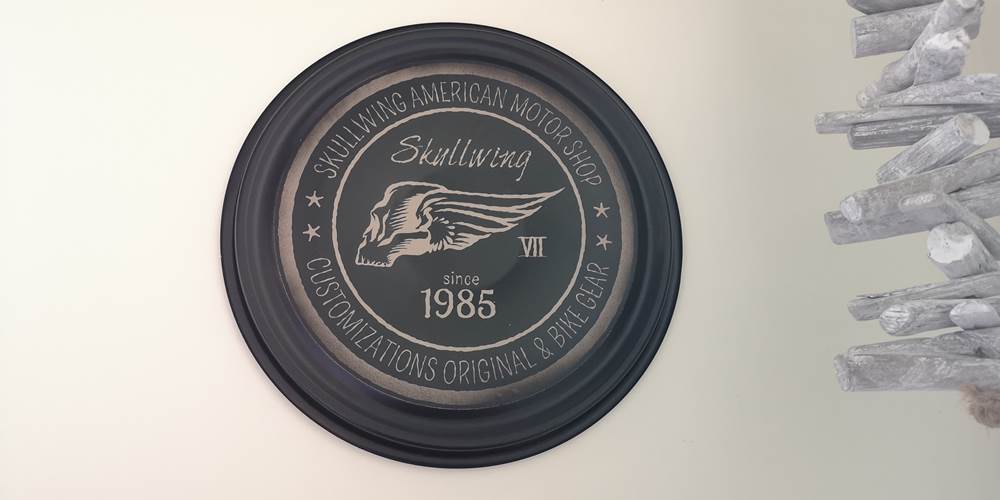 SKULLWING AMERICAN MOTOR SHOP
Skullwing
VII
since
1985
CUSTOMIZATIONS ORIGINAL & BIKE GEAR